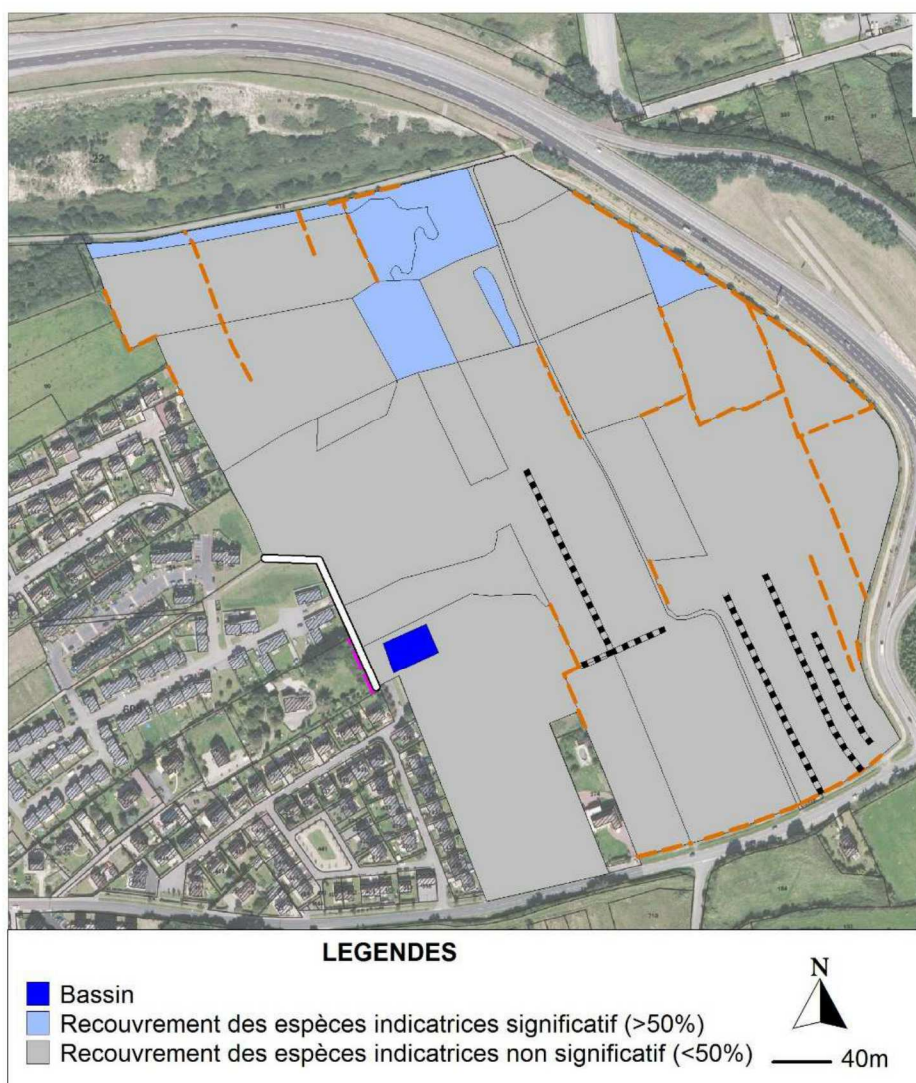 LEGENDES
N
Bassin
Recouvrement des espèces indicatrices significatif (>50%)
Recouvrement des espèces indicatrices non significatif (<50%)
40m